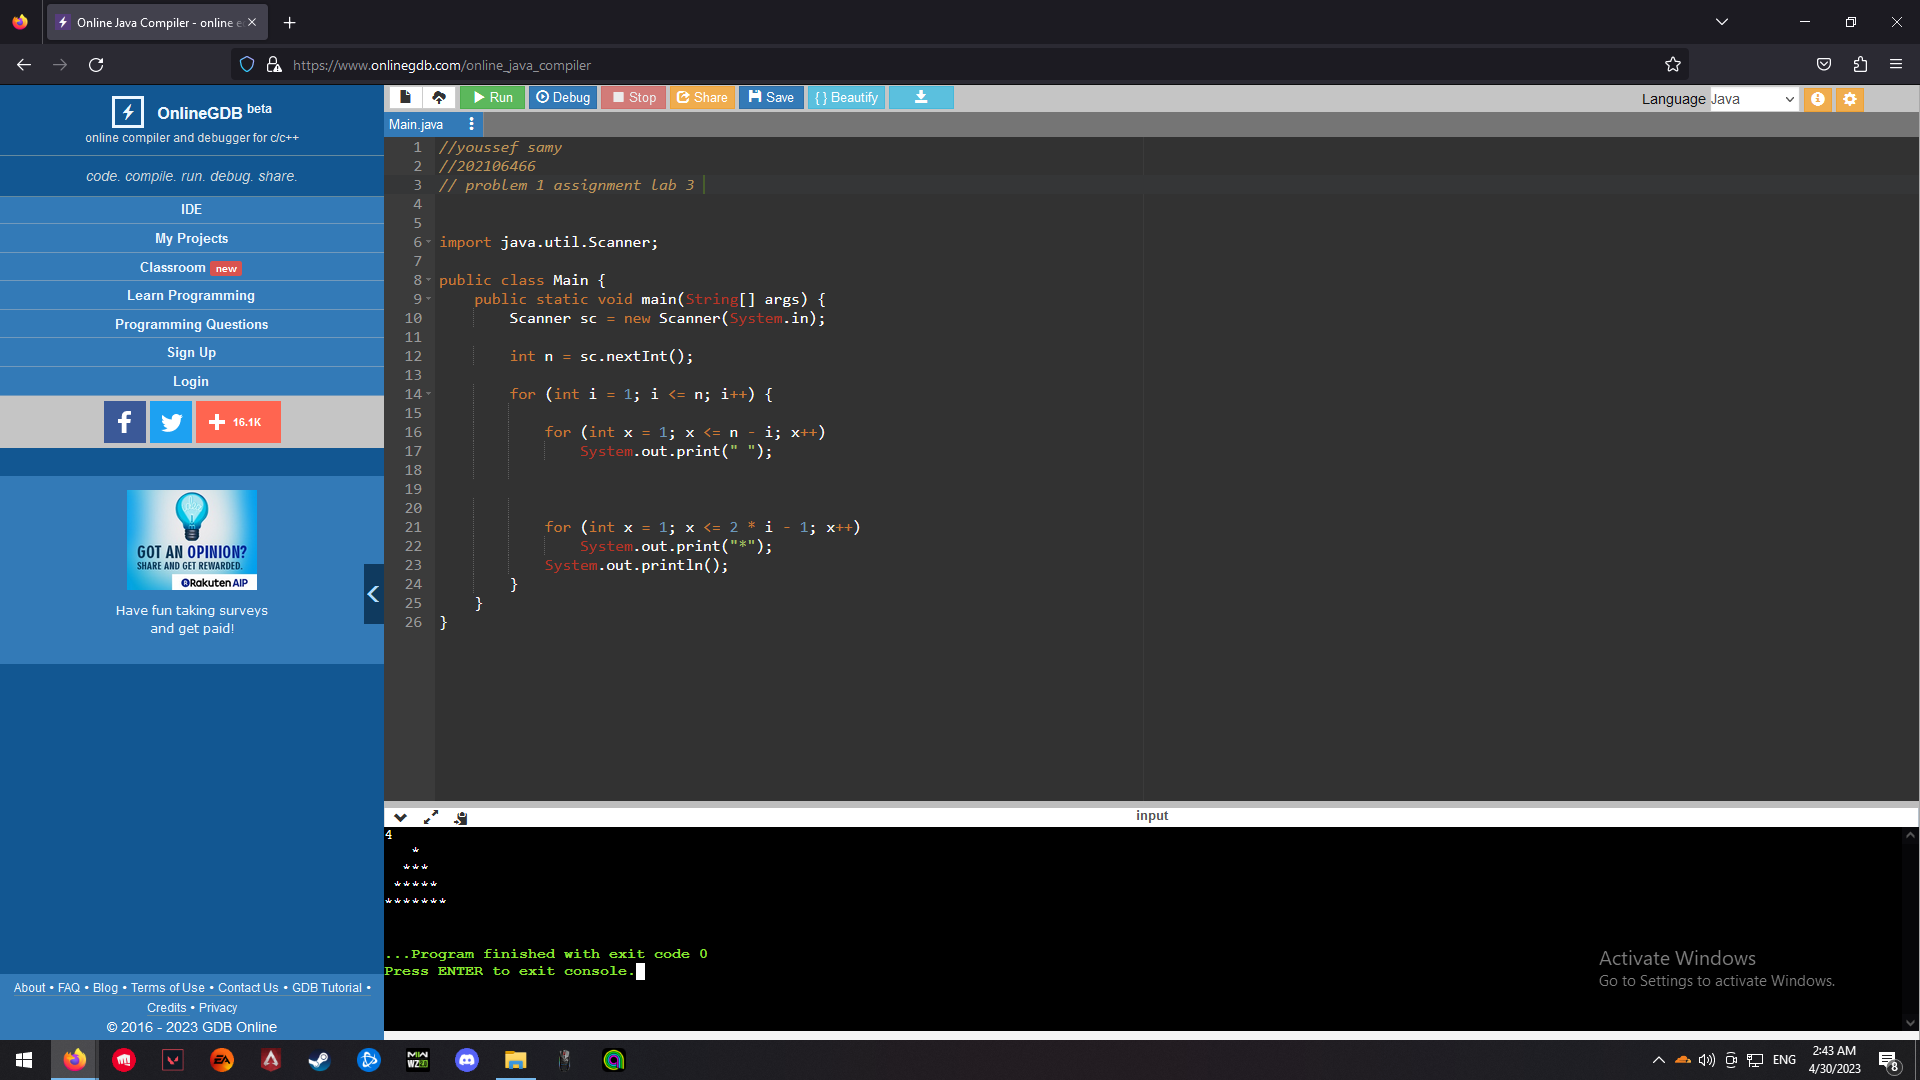 Online Java Compiler - online e
https://www.onlinegdb.com/online_java_compiler
OnlineGDB beta
online compiler and debugger for c/c++
code. compile. run. debug. share.
IDE
My Projects
Classroom new
Learn Programming
Programming Questions
Sign Up
Login
16.1K
GOT AN OPINION?
SHARE AND GET REWARDED.
Rakuten AIP
Have fun taking surveys
and get paid!
About • FAQ • Blog • Terms of Use • Contact Us • GDB Tutorial •
Credits • Privacy
© 2016 - 2023 GDB Online
Run Debug Stop Share Save { } Beautify
Language Java
Main.java
1 //youssef samy
2 //202106466
3 // problem 1 assignment lab 3
4
5
6 import java.util.Scanner;
7
8 public class Main {
9     public static void main(String[] args) {
10         Scanner sc = new Scanner(System.in);
11
12         int n = sc.nextInt();
13
14         for (int i = 1; i <= n; i++) {
15
16             for (int x = 1; x <= n - i; x++)
17                 System.out.print(" ");
18
19
20
21             for (int x = 1; x <= 2 * i - 1; x++)
22                 System.out.print("*");
23             System.out.println();
24         }
25     }
26 }
input
4
   *
  ***
 *****
*******
...Program finished with exit code 0
Press ENTER to exit console.
Activate Windows
Go to Settings to activate Windows.
EA
MW
WZ2.0
ENG
2:43 AM
4/30/2023
8